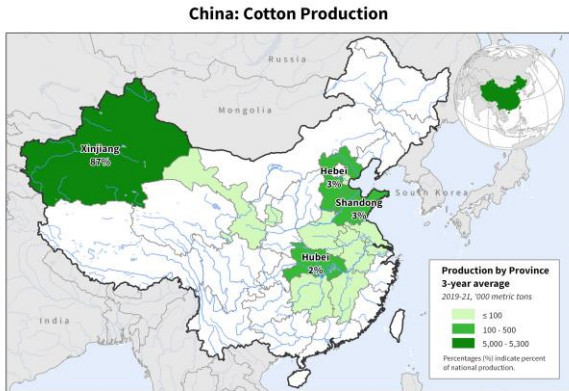 China: Cotton Production
Russia
Mongolia
Xinjiang
87%
Hebei
3%
South Korea
Shandong
3%
Hubei
2%
India
Production by Province
3-year average
2019-21, '000 metric tons
≤ 100
100 - 500
5,000 - 5,300
Percentages (%) indicate percent
of national production.